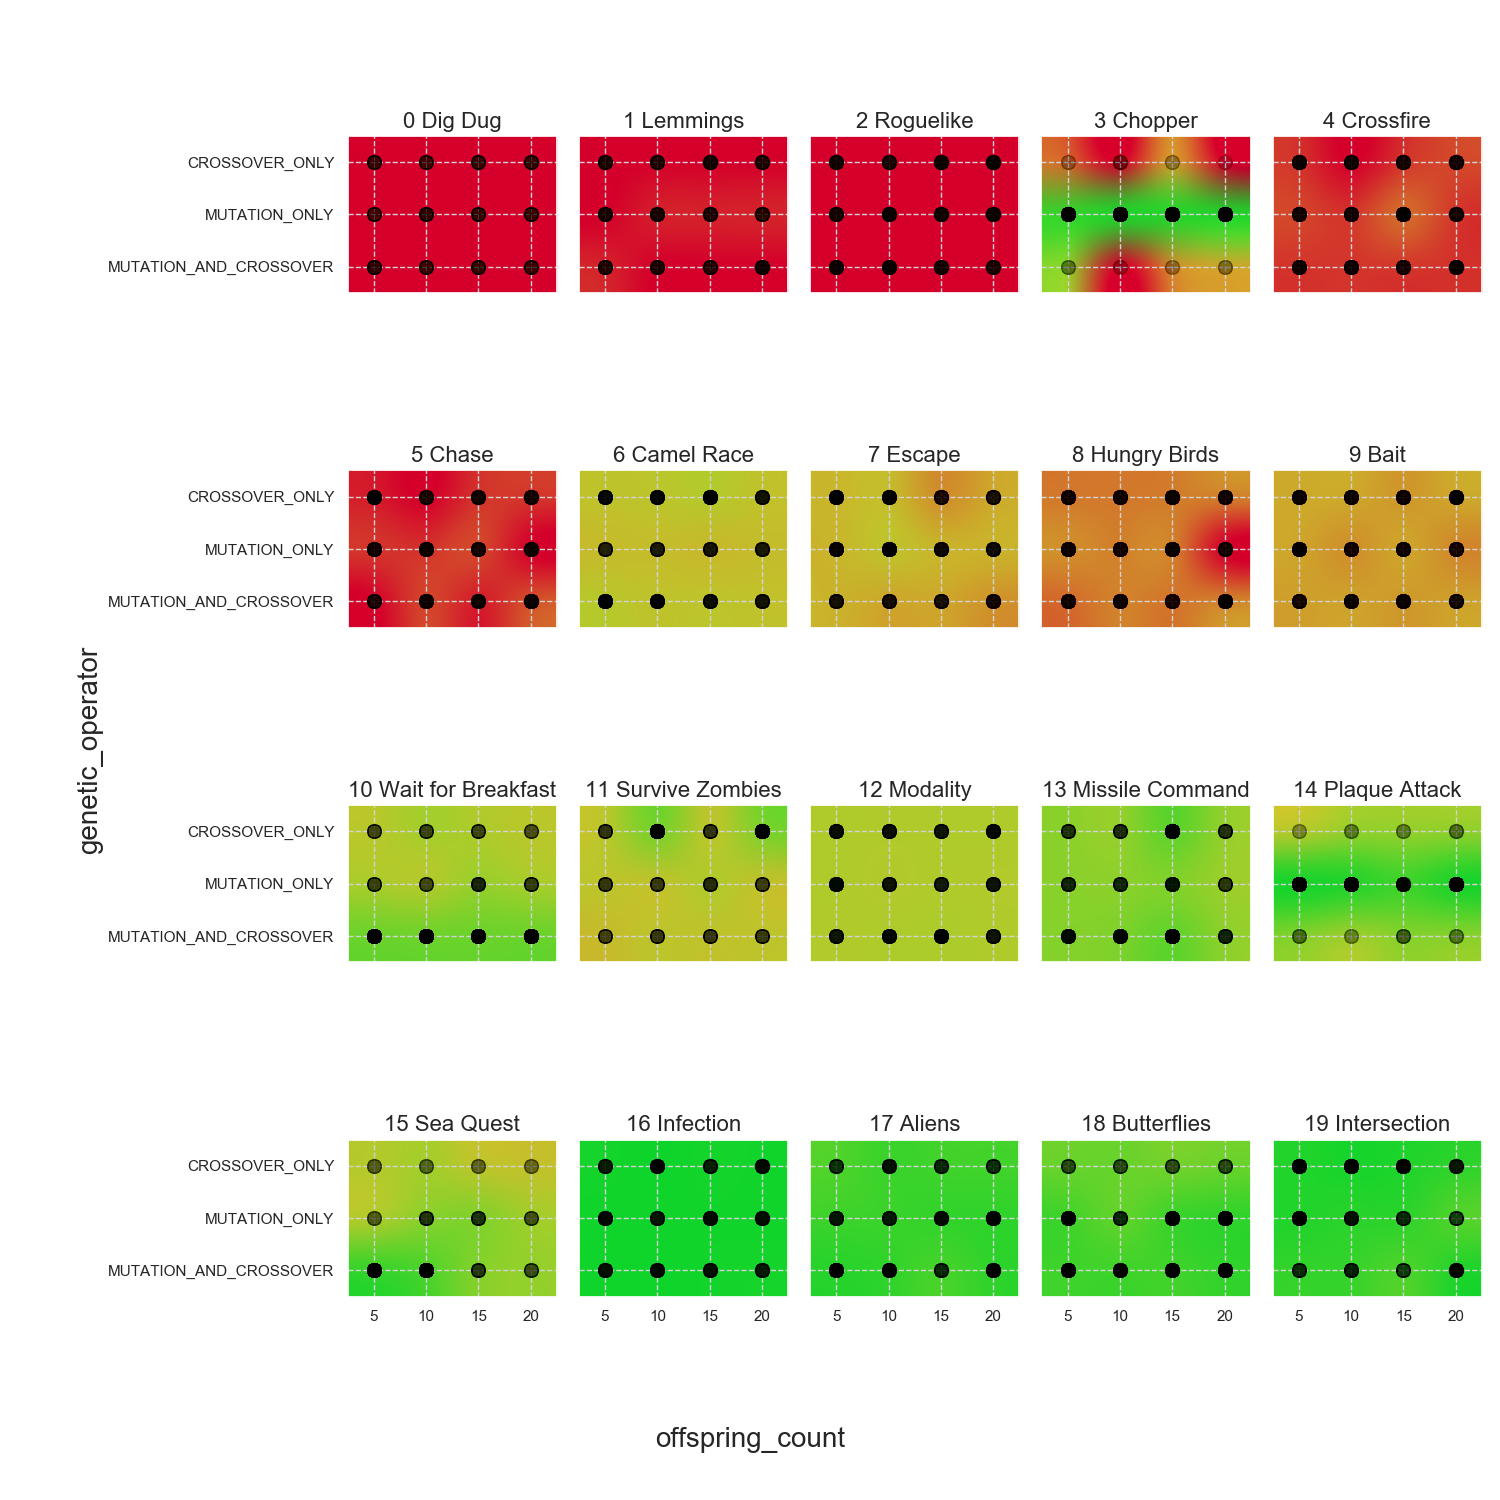 0 Dig Dug
1 Lemmings
2 Roguelike
3 Chopper
4 Crossfire
CROSSOVER_ONLY
MUTATION_ONLY
MUTATION_AND_CROSSOVER
5 Chase
6 Camel Race
7 Escape
8 Hungry Birds
9 Bait
CROSSOVER_ONLY
MUTATION_ONLY
MUTATION_AND_CROSSOVER
genetic_operator
10 Wait for Breakfast
11 Survive Zombies
12 Modality
13 Missile Command
14 Plaque Attack
CROSSOVER_ONLY
MUTATION_ONLY
MUTATION_AND_CROSSOVER
15 Sea Quest
16 Infection
17 Aliens
18 Butterflies
19 Intersection
CROSSOVER_ONLY
MUTATION_ONLY
MUTATION_AND_CROSSOVER
5 10 15 20
5 10 15 20
5 10 15 20
5 10 15 20
5 10 15 20
offspring_count